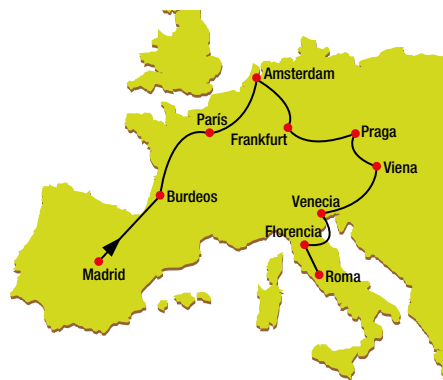 Amsterdam
París
Frankfurt
Praga
Viena
Burdeos
Venecia
Florencia
Madrid
Roma